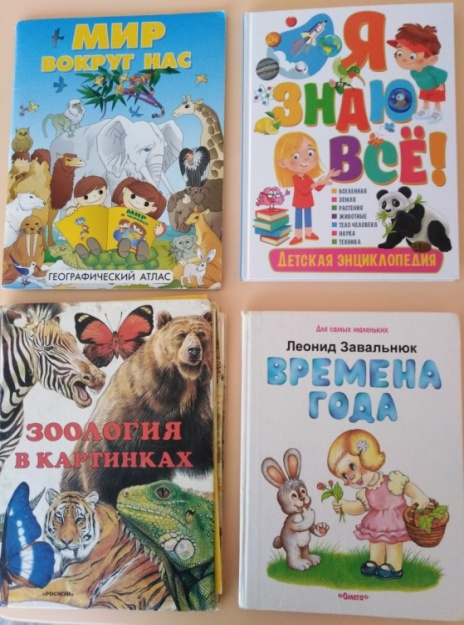 МИР
ВОКРУГ НАС
МИР
ГЕОГРАФИЧЕСКИЙ АТЛАС
Я
ЗНАЮ
ВСЁ!
ВСЕЛЕННАЯ
ЗЕМЛЯ
РАСТЕНИЯ
ЖИВОТНЫЕ
ТЕЛО ЧЕЛОВЕКА
НАУКА
ТЕХНИКА
ДЕТСКАЯ ЭНЦИКЛОПЕДИЯ
ЗООЛОГИЯ
В КАРТИНКАХ
«РОСМЭН»
Для самых маленьких
Леонид Завальнюк
ВРЕМЕНА
ГОДА
«Омега»